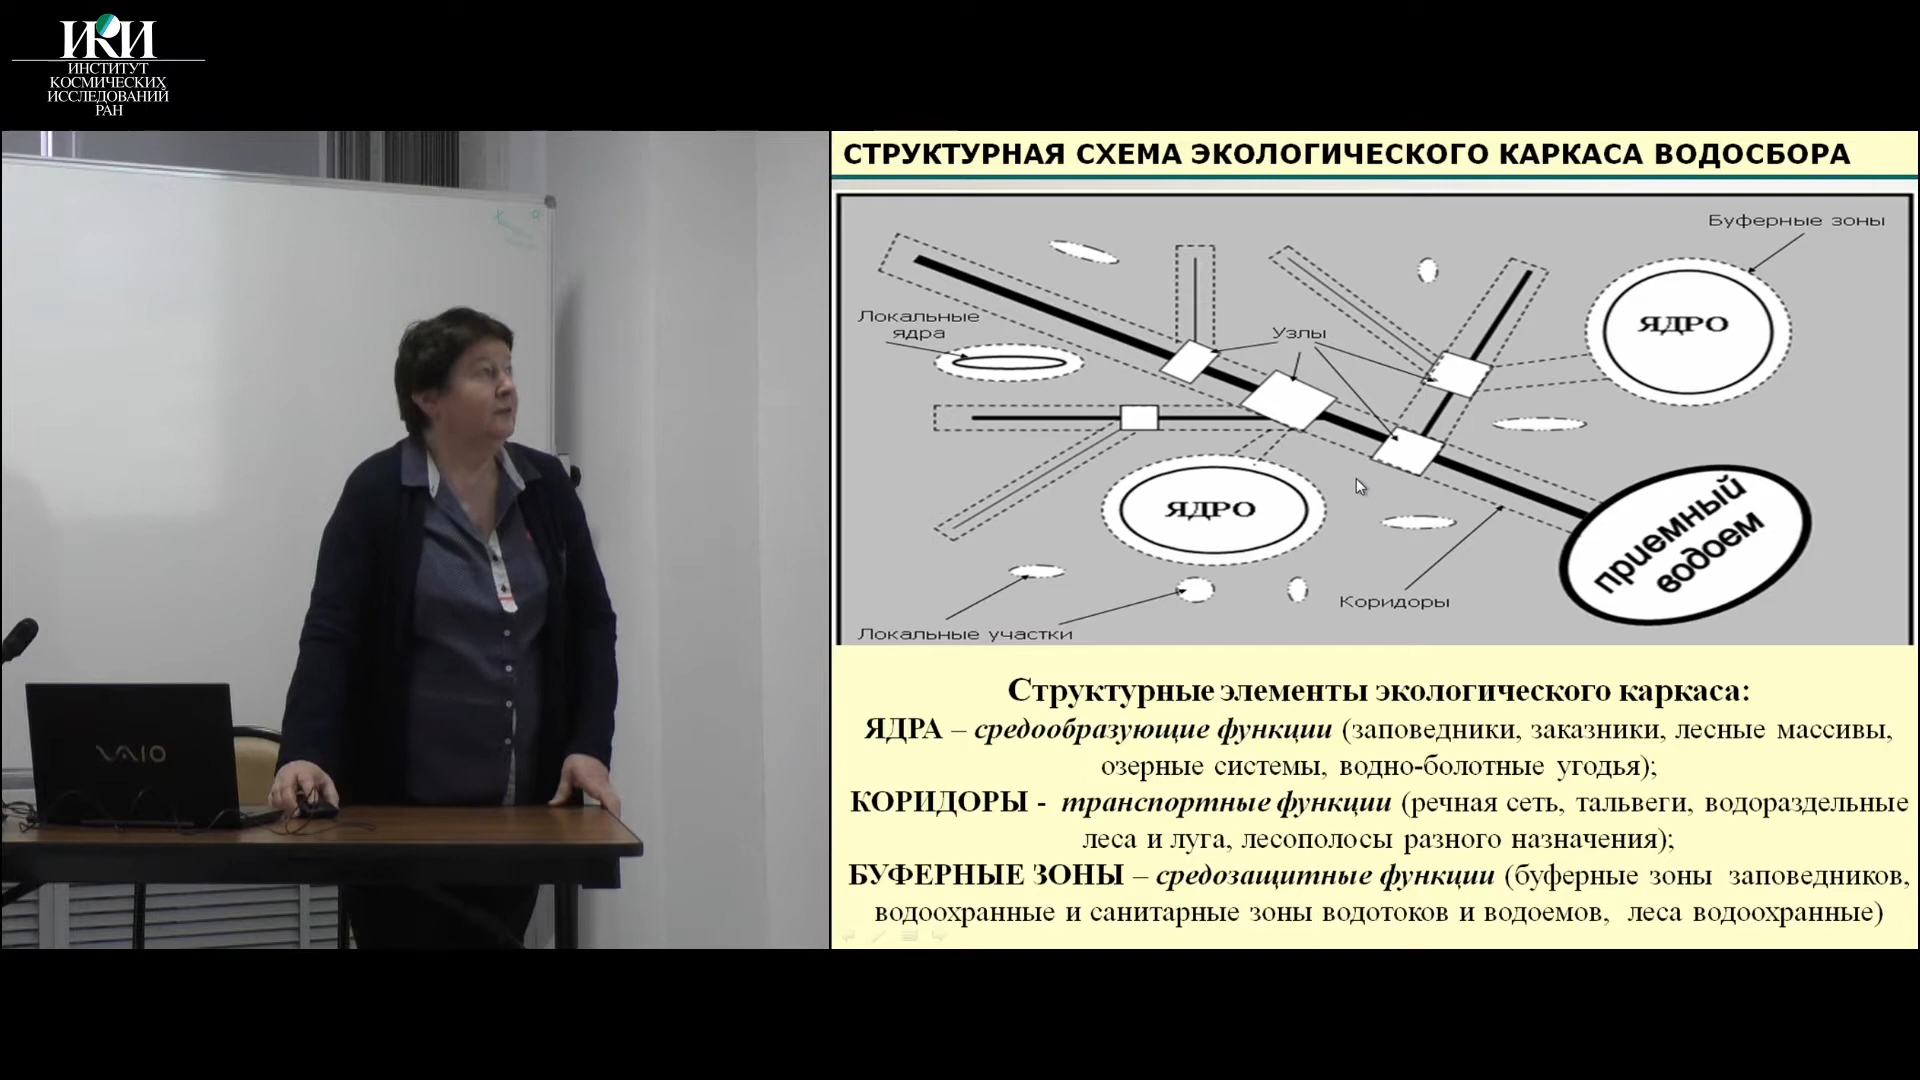 ИКИ
ИНСТИТУТ
КОСМИЧЕСКИХ
ИССЛЕДОВАНИЙ
РАН
СТРУКТУРНАЯ СХЕМА ЭКОЛОГИЧЕСКОГО КАРКАСА ВОДОСБОРА
Буферные зоны
Локальные
ядра
Узлы
ЯДРО
ЯДРО
приемный
водоем
Коридоры
Локальные участки
Структурные элементы экологического каркаса:
ЯДРА – средообразующие функции (заповедники, заказники, лесные массивы,
озерные системы, водно-болотные угодья);
КОРИДОРЫ - транспортные функции (речная сеть, тальвеги, водораздельные
леса и луга, лесополосы разного назначения);
БУФЕРНЫЕ ЗОНЫ – средозащитные функции (буферные зоны заповедников,
водоохранные и санитарные зоны водотоков и водоемов, леса водоохранные)
VAIO